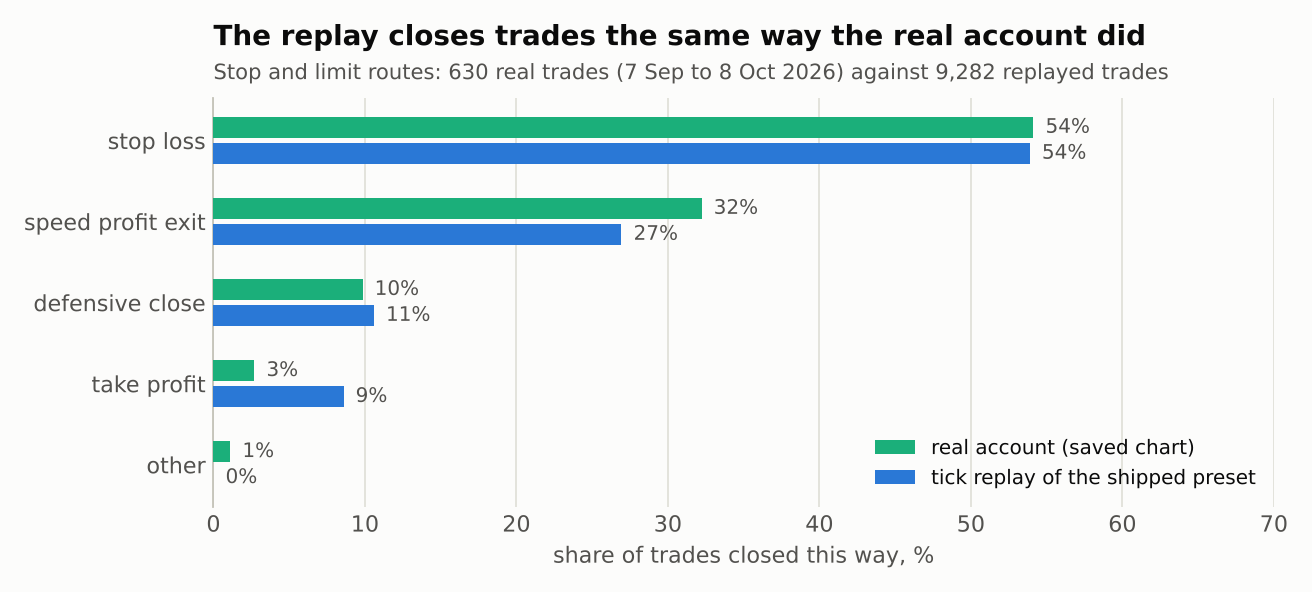 The replay closes trades the same way the real account did
Stop and limit routes: 630 real trades (7 Sep to 8 Oct 2026) against 9,282 replayed trades
stop loss
54%
54%
speed profit exit
32%
27%
defensive close
10%
11%
take profit
3%
9%
other
1%
0%
real account (saved chart)
tick replay of the shipped preset
0 10 20 30 40 50 60 70
share of trades closed this way, %